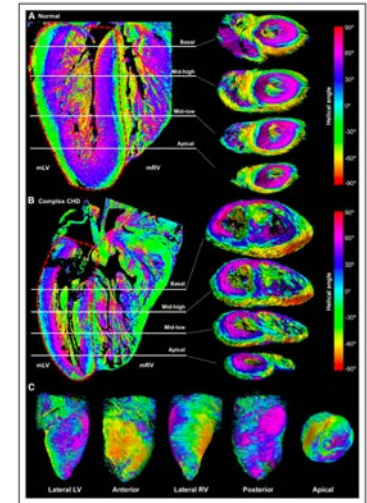 A Normal
Basal
Mid-high
Mid-low
Apical
mLV
mRV
90°
60°
30°
0°
-30°
-60°
-90°
Helical angle
B Complex CHD
Basal
Mid-high
Mid-low
Apical
mLV
mRV
90°
60°
30°
0°
-30°
-60°
-90°
Helical angle
C
Lateral LV
Anterior
Lateral RV
Posterior
Apical